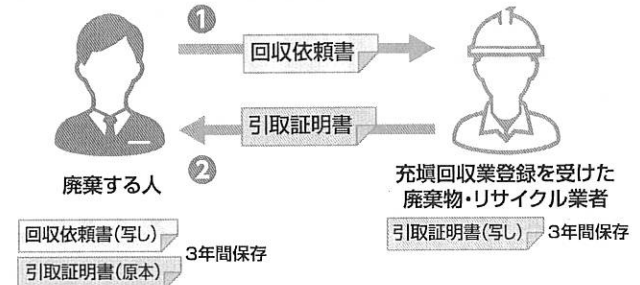 ❶
回収依頼書
引取証明書
❷
廃棄する人
充塡回収業登録を受けた
廃棄物・リサイクル業者
回収依頼書(写し)
引取証明書(原本)
3年間保存
引取証明書(写し)
3年間保存